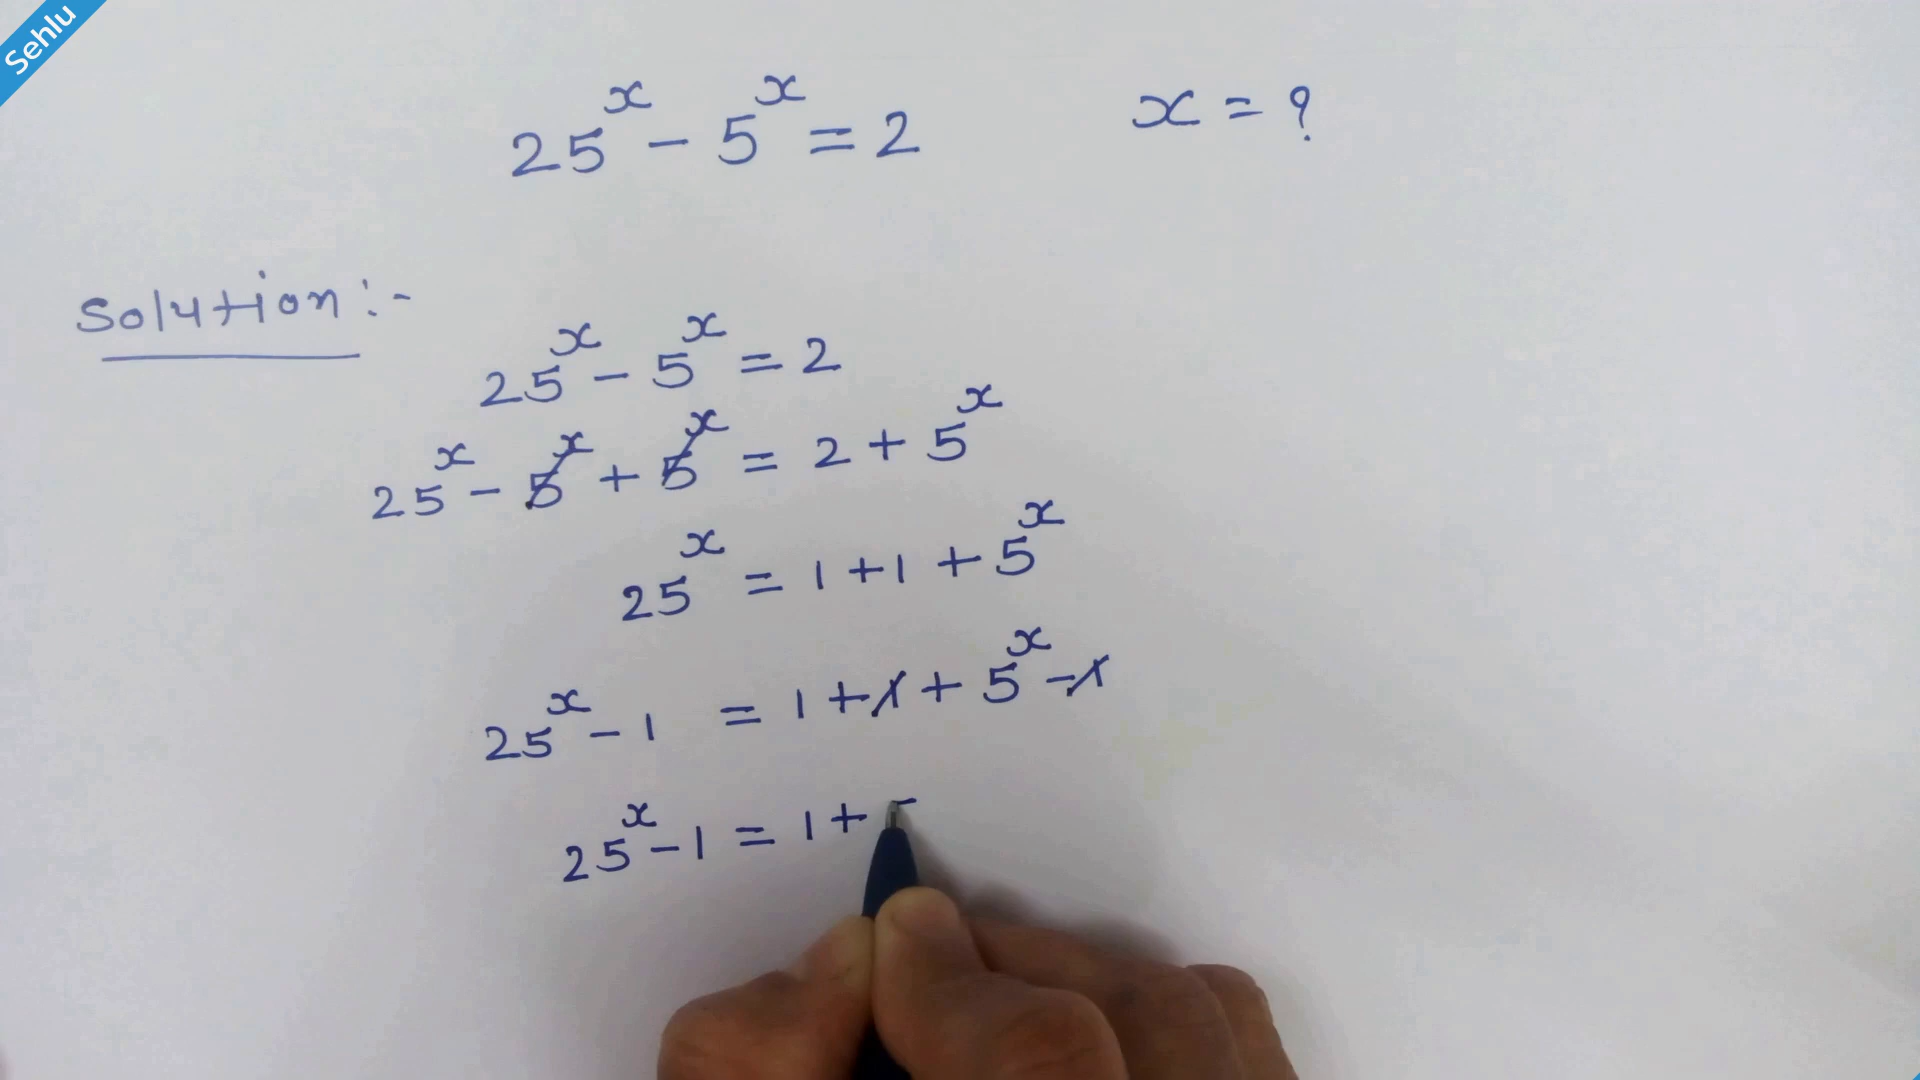 Sehlu
25^x - 5^x = 2    x = ?
Solution :-
25^x - 5^x = 2
25^x - 5^x + 5^x = 2 + 5^x
25^x = 1 + 1 + 5^x
25^x - 1 = 1 + 1 + 5^x - 1
25^x - 1 = 1 +